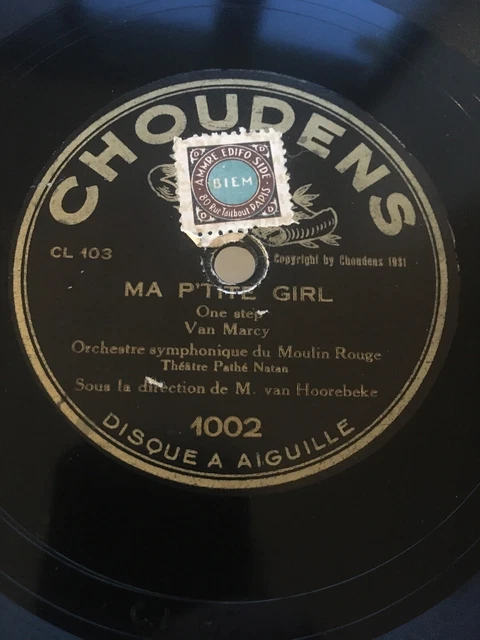 CHOUDENS
AMMRE EDIFO SIDE
BIEM
80 Rue Taitbout PARIS
CL 103
Copyright by Choudens 1931
MA P'TITE GIRL
One step
Van Marcy
Orchestre symphonique du Moulin Rouge
Théâtre Pathé Natan
Sous la direction de M. van Hoorebeke
1002
DISQUE A AIGUILLE